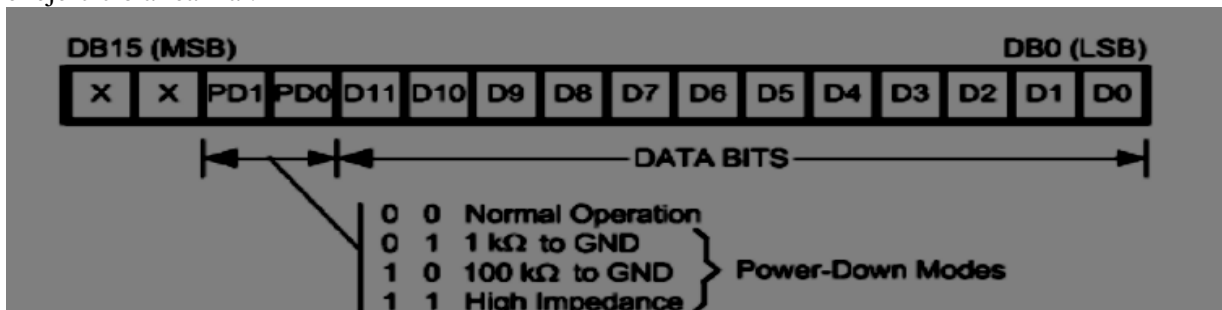 DB15 (MSB) DB0 (LSB)
X X PD1 PD0 D11 D10 D9 D8 D7 D6 D5 D4 D3 D2 D1 D0
DATA BITS
0 0 Normal Operation
0 1 1 kΩ to GND
1 0 100 kΩ to GND
Power-Down Modes
1 1 High Impedance